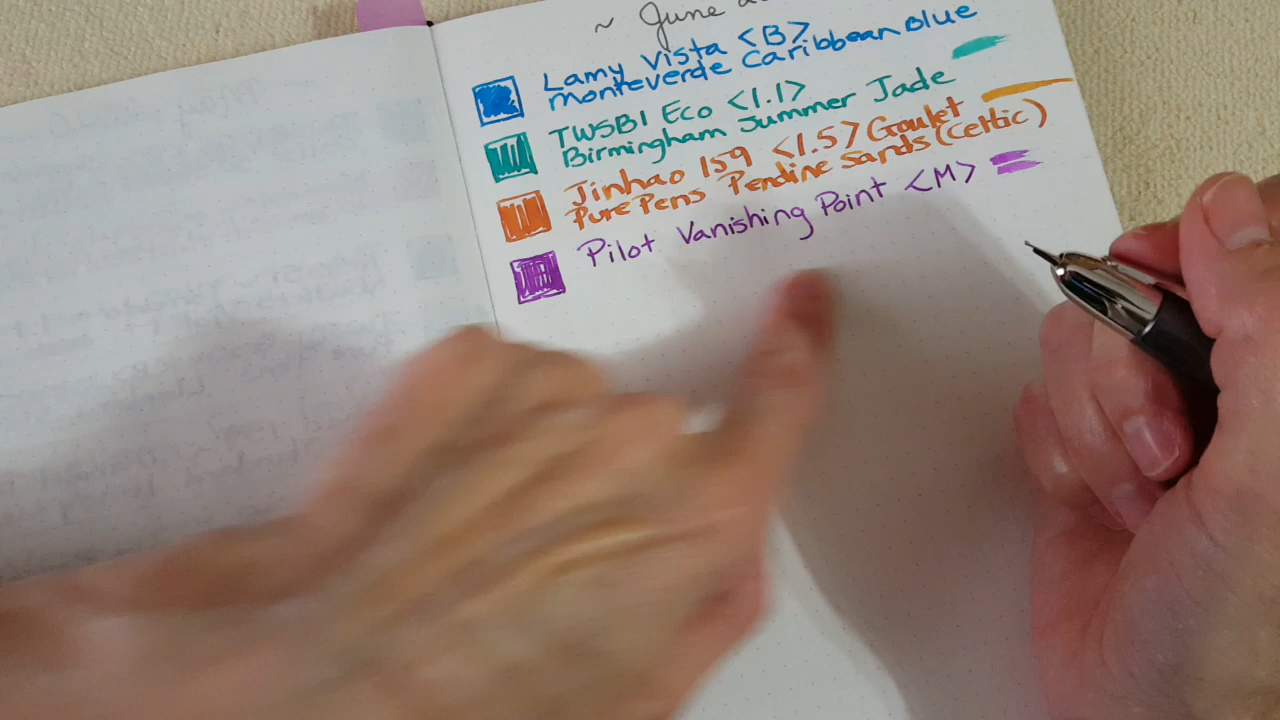 ~ June
Lamy Vista <B>
Monteverde Caribbean Blue
TWSBI Eco <1.1>
Birmingham Summer Jade
Jinhao 159 <1.5> Goulet
Pure Pens Pendine Sands (Celtic)
Pilot Vanishing Point <M>